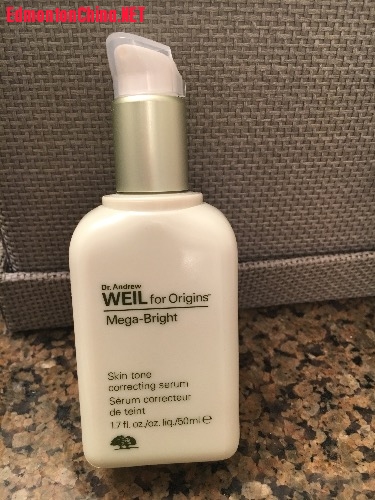 EdmontonChina.NET
Dr. Andrew
WEIL for Origins™
Mega-Bright
Skin tone
correcting serum
Sérum correcteur
de teint
1.7 fl. oz./oz. liq./50ml ℮